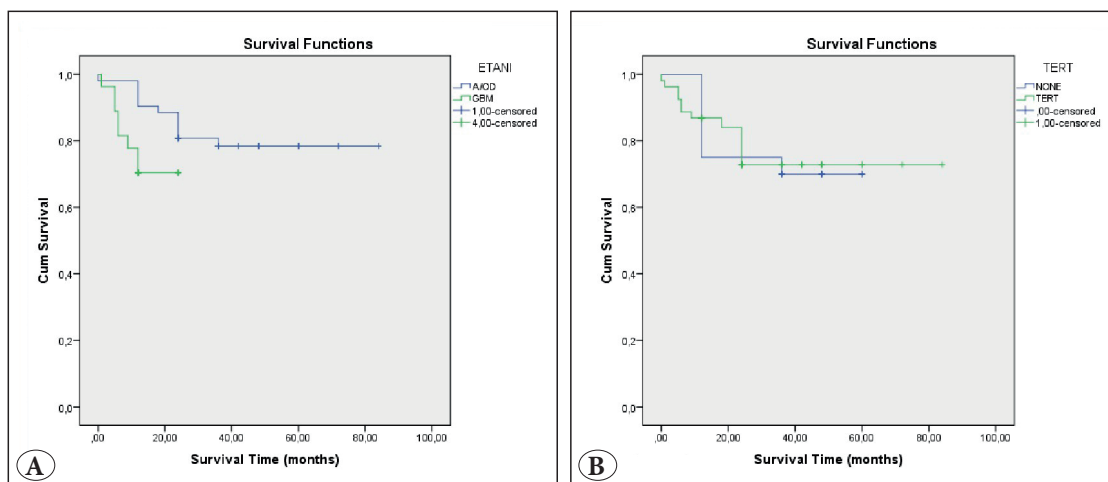 Survival Functions
ETANI
A/OD
GBM
1,00-censored
4,00-censored
1,0
0,8
0,6
0,4
0,2
0,0
Cum Survival
,00
20,00
40,00
60,00
80,00
100,00
Survival Time (months)
A
Survival Functions
TERT
NONE
TERT
,00-censored
1,00-censored
1,0
0,8
0,6
0,4
0,2
0,0
Cum Survival
,00
20,00
40,00
60,00
80,00
100,00
Survival Time (months)
B